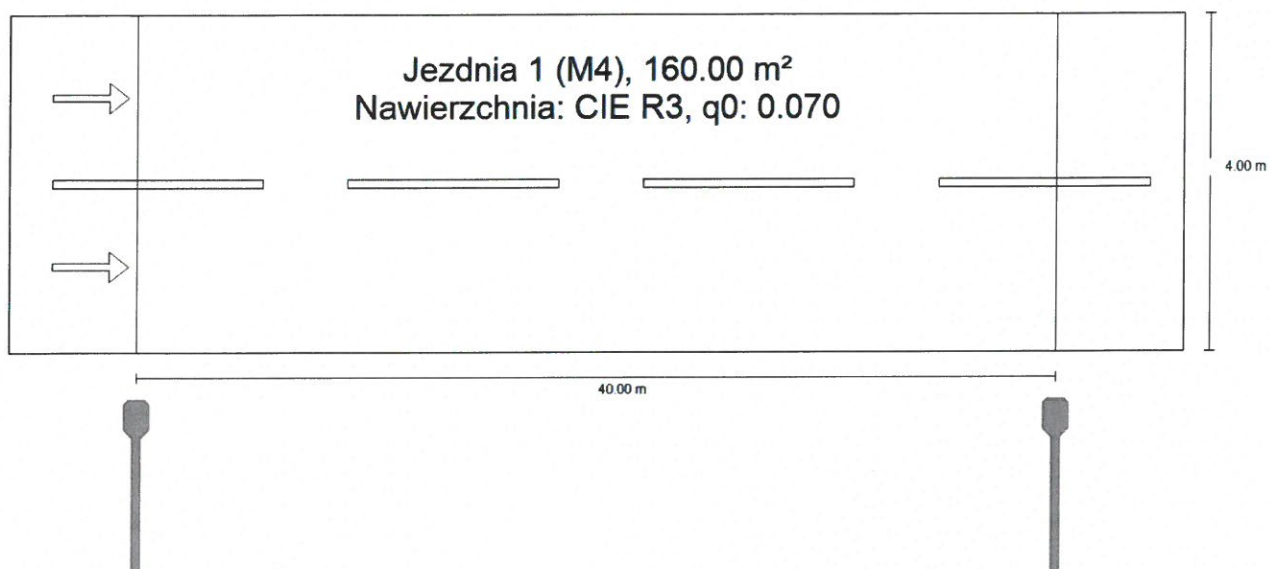 Jezdnia 1 (M4), 160.00 m²
Nawierzchnia: CIE R3, q0: 0.070
4.00 m
40.00 m